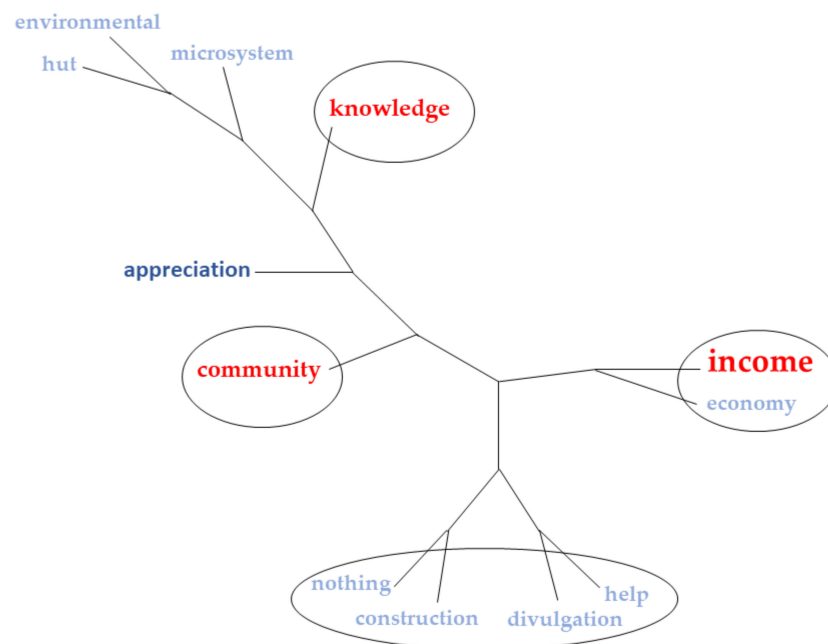 environmental
hut
microsystem
knowledge
appreciation
community
income
economy
nothing
construction
divulgation
help